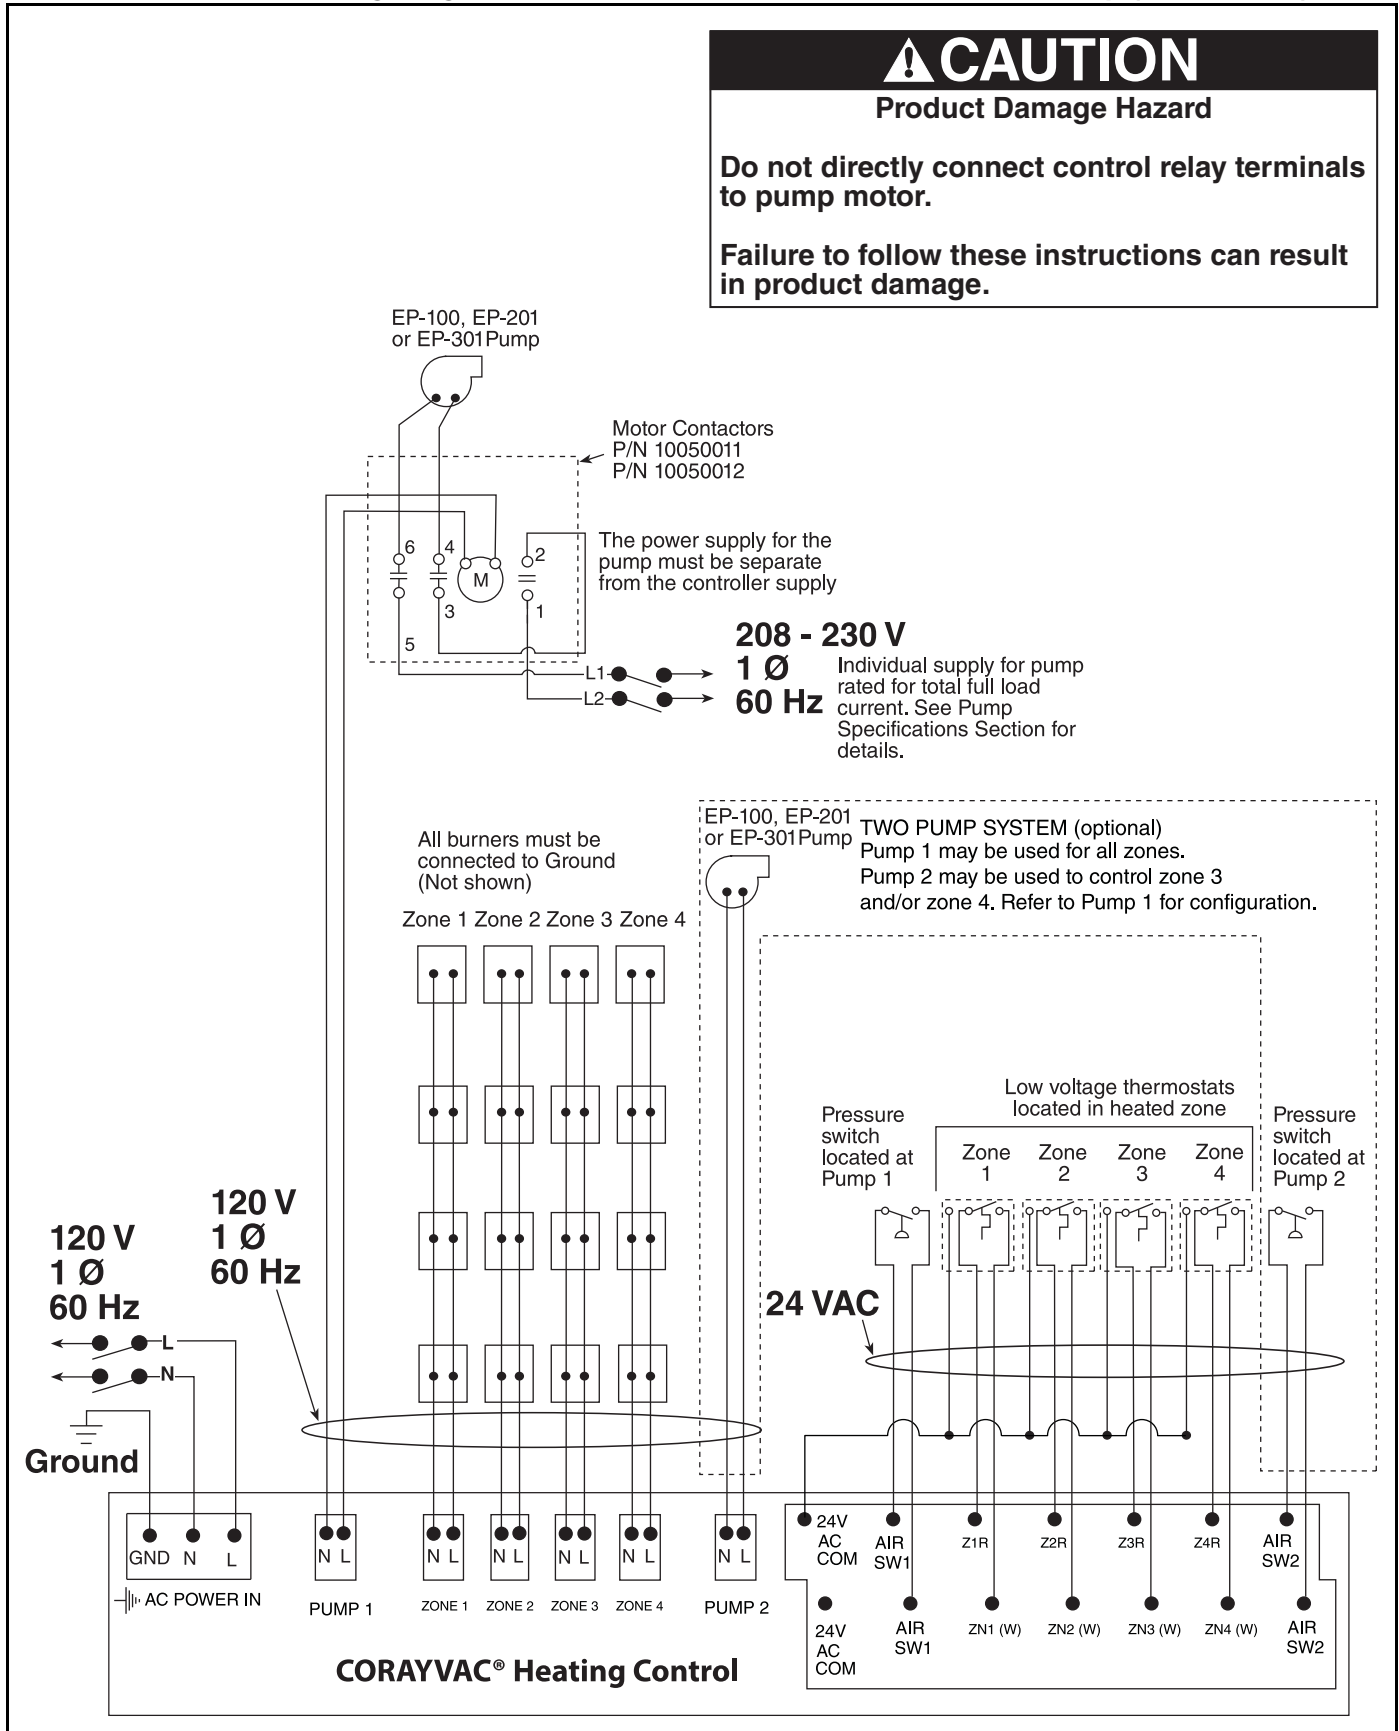 CAUTION
Product Damage Hazard
Do not directly connect control relay terminals
to pump motor.
Failure to follow these instructions can result
in product damage.
EP-100, EP-201
or EP-301Pump
Motor Contactors
P/N 10050011
P/N 10050012
The power supply for the
pump must be separate
from the controller supply
6
4
M
2
3
1
5
L1
L2
208 - 230 V
1 Ø
60 Hz
Individual supply for pump
rated for total full load
current. See Pump
Specifications Section for
details.
EP-100, EP-201
or EP-301Pump
TWO PUMP SYSTEM (optional)
Pump 1 may be used for all zones.
Pump 2 may be used to control zone 3
and/or zone 4. Refer to Pump 1 for configuration.
All burners must be
connected to Ground
(Not shown)
Zone 1 Zone 2 Zone 3 Zone 4
Low voltage thermostats
located in heated zone
Pressure
switch
located at
Pump 1
Zone
1
Zone
2
Zone
3
Zone
4
Pressure
switch
located at
Pump 2
120 V
1 Ø
60 Hz
120 V
1 Ø
60 Hz
24 VAC
L
N
Ground
GND N L
AC POWER IN
N L
PUMP 1
N L
ZONE 1
N L
ZONE 2
N L
ZONE 3
N L
ZONE 4
N L
PUMP 2
24V
AC
COM
AIR
SW1
Z1R
Z2R
Z3R
Z4R
AIR
SW2
24V
AC
COM
AIR
SW1
ZN1 (W)
ZN2 (W)
ZN3 (W)
ZN4 (W)
AIR
SW2
CORAYVAC® Heating Control